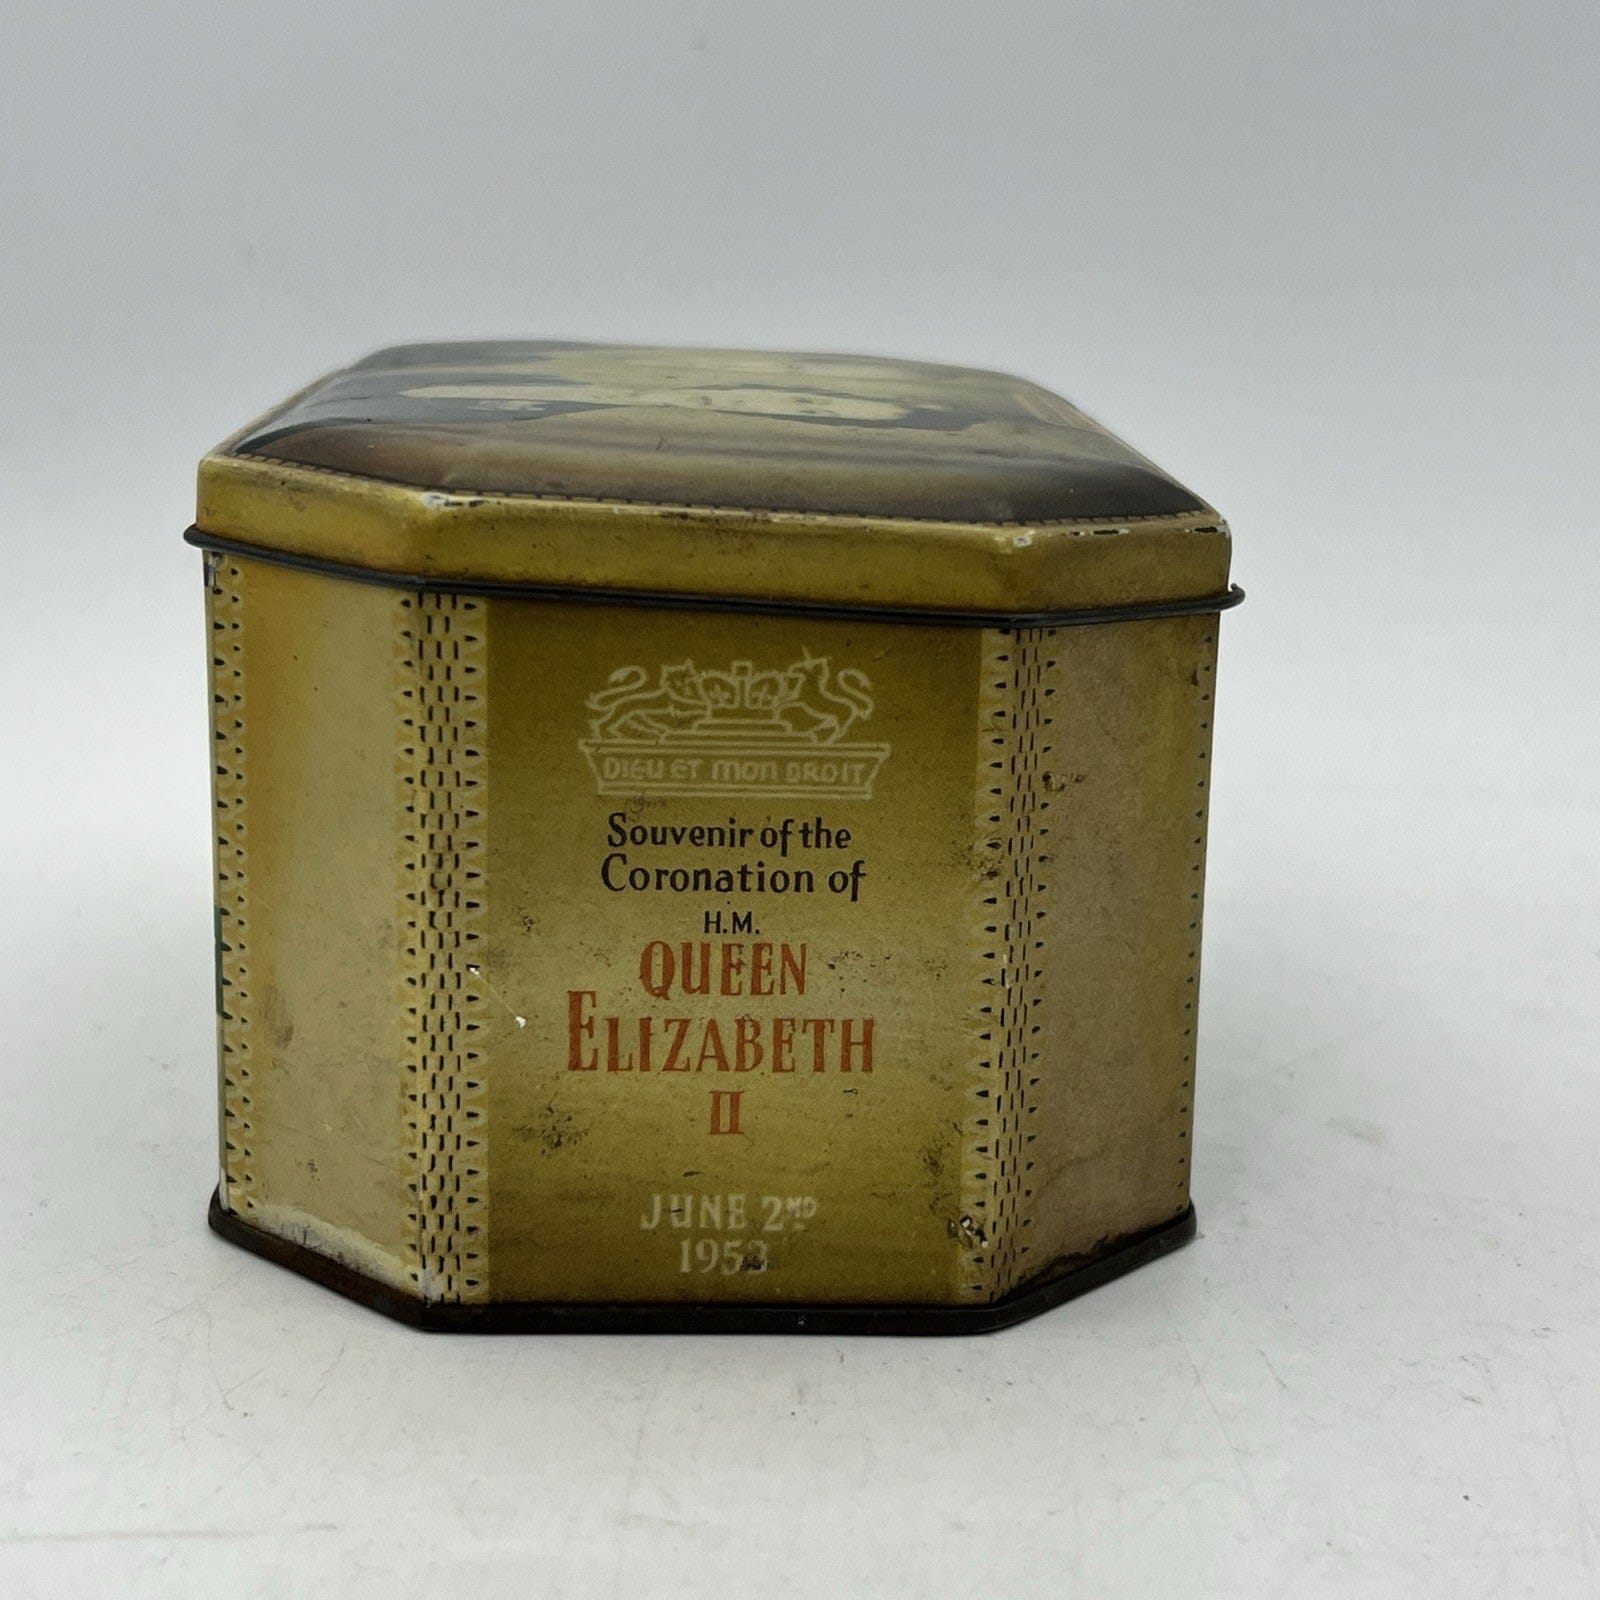 DIEU ET MON DROIT
Souvenir of the
Coronation of
H.M.
QUEEN
ELIZABETH
II
JUNE 2ND
1953